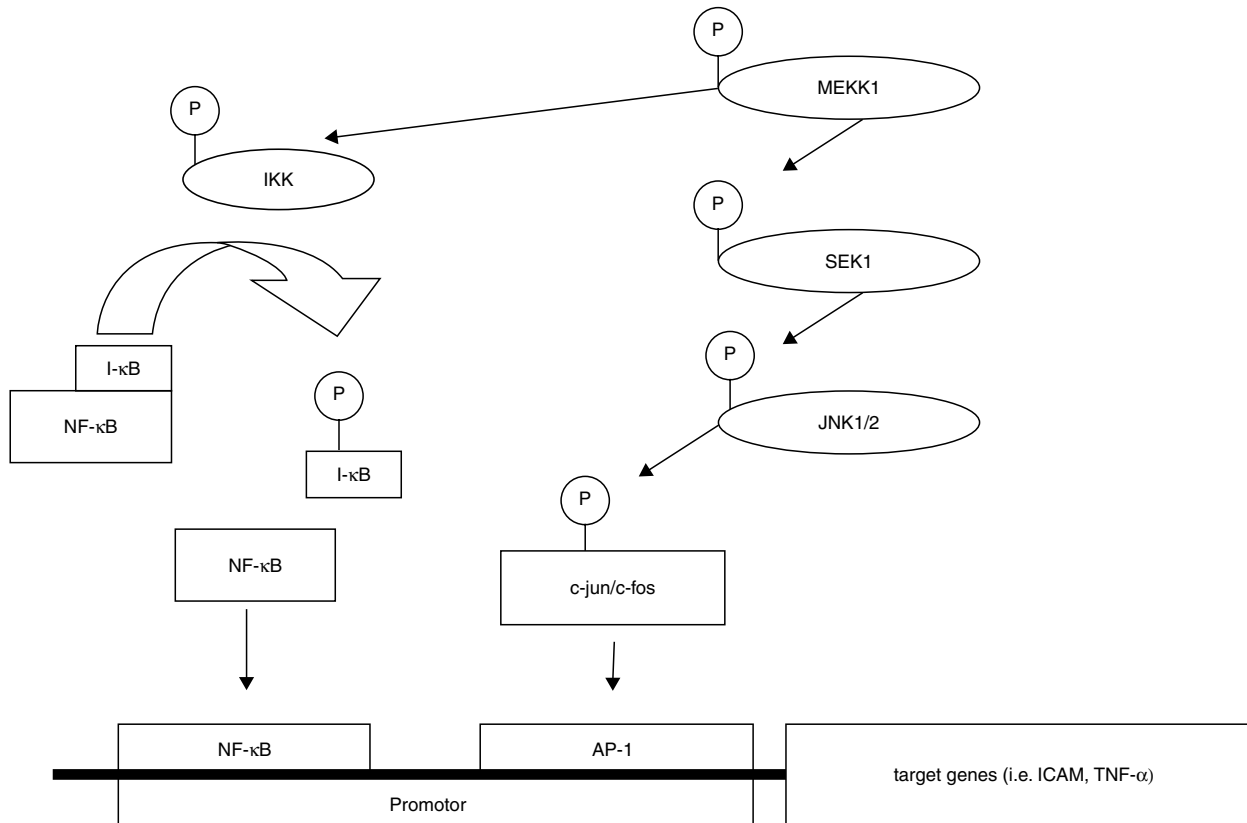 P
MEKK1
P
IKK
P
SEK1
I-κB
NF-κB
P
I-κB
P
JNK1/2
P
c-jun/c-fos
NF-κB
NF-κB
AP-1
Promotor
target genes (i.e. ICAM, TNF-α)